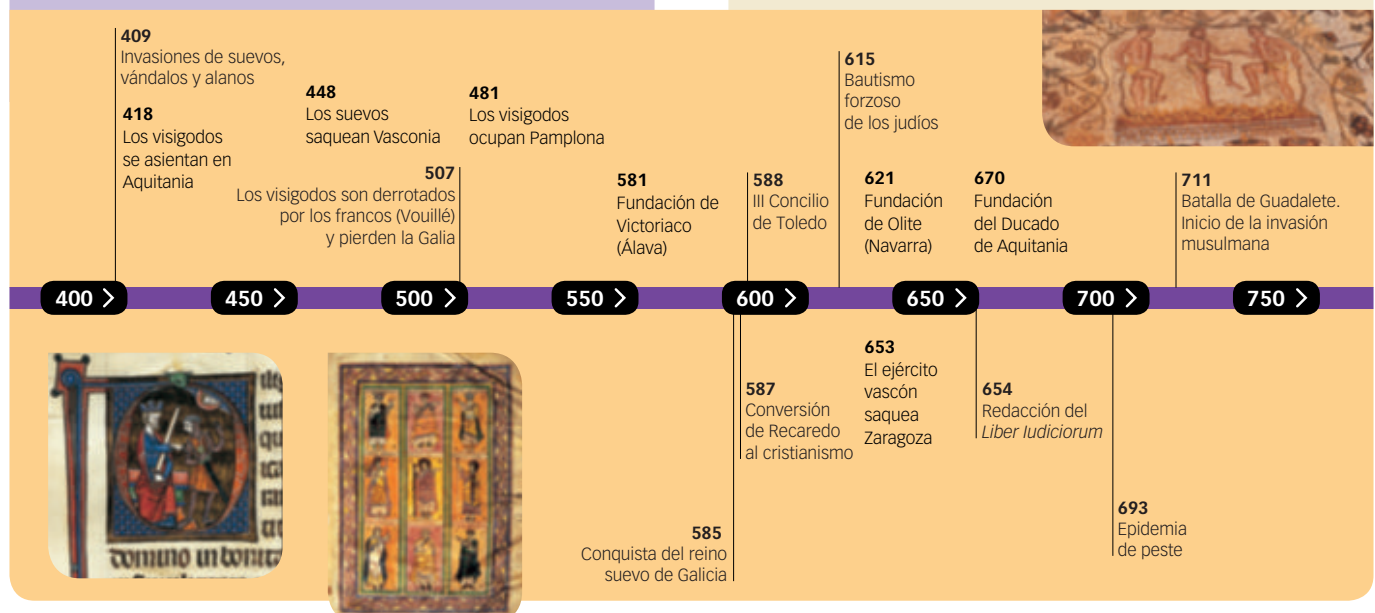 409
Invasiones de suevos,
vándalos y alanos
418
Los visigodos
se asientan en
Aquitania
448
Los suevos
saquean Vasconia
507
Los visigodos son derrotados
por los francos (Vouillé)
y pierden la Galia
481
Los visigodos
ocupan Pamplona
581
Fundación de
Victoriaco
(Álava)
588
III Concilio
de Toledo
615
Bautismo
forzoso
de los judíos
621
Fundación
de Olite
(Navarra)
670
Fundación
del Ducado
de Aquitania
711
Batalla de Guadalete.
Inicio de la invasión
musulmana
400
450
500
550
600
650
700
750
585
Conquista del reino
suevo de Galicia
587
Conversión
de Recaredo
al cristianismo
653
El ejército
vascón
saquea
Zaragoza
654
Redacción del
Liber Iudiciorum
693
Epidemia
de peste
domino in